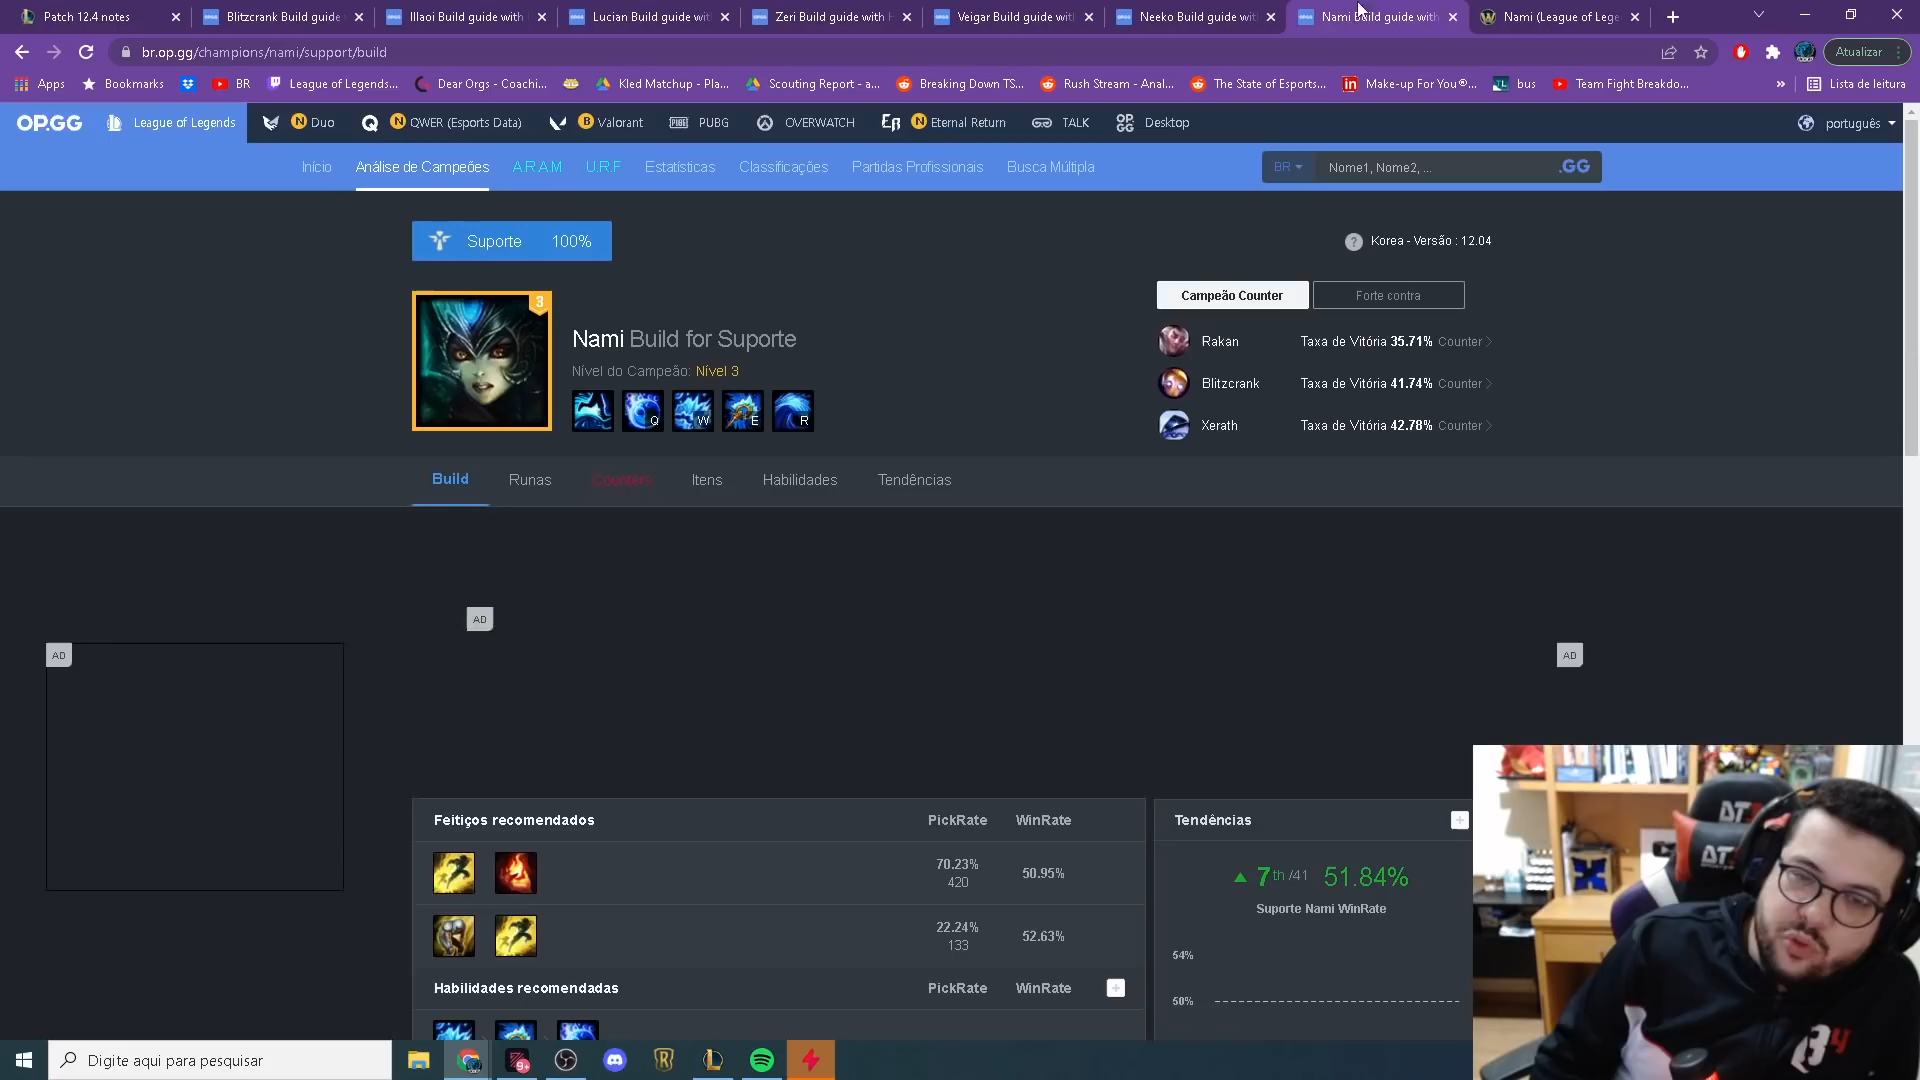 Patch 12.4 notes
Blitzcrank Build guide
Illaoi Build guide with
Lucian Build guide wit
Zeri Build guide with
Veigar Build guide wit
Neeko Build guide wit
Nami Build guide with
Nami (League of Lege
br.op.gg/champions/nami/support/build
Atualizar
Apps
Bookmarks
BR
League of Legends...
Dear Orgs - Coachi...
Kled Matchup - Pla...
Scouting Report - a...
Breaking Down TS...
Rush Stream - Anal...
The State of Esports...
Make-up For You®...
bus
Team Fight Breakdo...
»
Lista de leitura
OP.GG
League of Legends
N Duo
N QWER (Esports Data)
B Valorant
PUBG
OVERWATCH
N Eternal Return
TALK
Desktop
português
Início
Análise de Campeões
A.R.A.M
U.R.F
Estatísticas
Classificações
Partidas Profissionais
Busca Múltipla
BR
Nome1, Nome2, ...
.GG
Suporte 100%
? Korea - Versão : 12.04
3
Nami Build for Suporte
Nível do Campeão: Nível 3
Q W E R
Campeão Counter
Forte contra
Rakan Taxa de Vitória 35.71% Counter
Blitzcrank Taxa de Vitória 41.74% Counter
Xerath Taxa de Vitória 42.78% Counter
Build
Runas
Counters
Itens
Habilidades
Tendências
AD
AD
AD
Feitiços recomendados PickRate WinRate
70.23%
420
50.95%
22.24%
133
52.63%
Habilidades recomendadas PickRate WinRate
Tendências
7th /41 51.84%
Suporte Nami WinRate
54%
50%
Digite aqui para pesquisar
9+